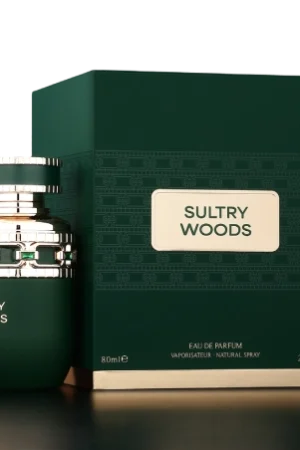 SULTRY
WOODS
Y
S
EAU DE PARFUM
80ml e VAPORISATEUR · NATURAL SPRAY